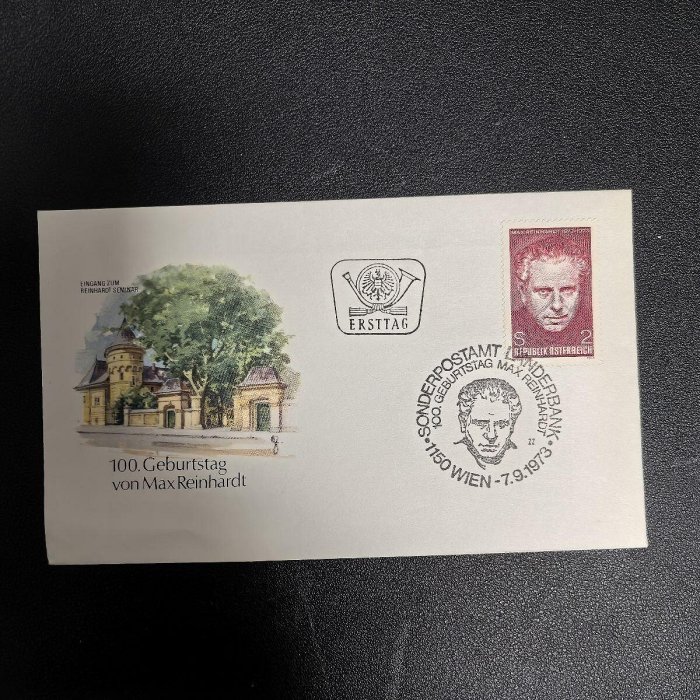 EINGANG ZUM
REINHARDT SEMINAR
100. Geburtstag
von Max Reinhardt
ERSTTAG
MAX REINHARDT 1873-1973
S 2
REPUBLIK ÖSTERREICH
SONDERPOSTAMT LÄNDERBANK
100. GEBURTSTAG MAX REINHARDT
• 1150 WIEN -7.9.1973 •